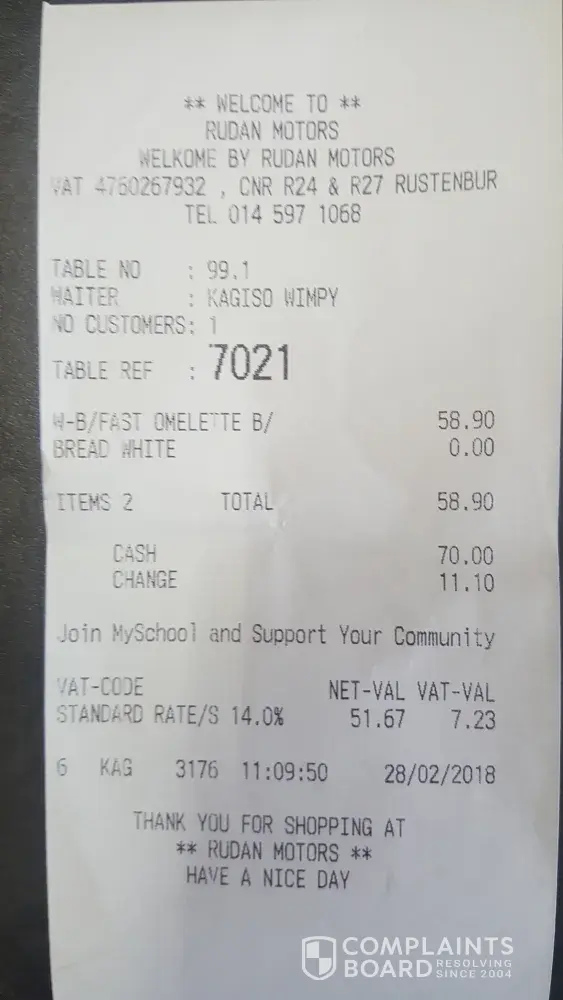 ** WELCOME TO **
RUDAN MOTORS
WELKOME BY RUDAN MOTORS
VAT 4760267932 , CNR R24 & R27 RUSTENBUR
TEL 014 597 1068
TABLE NO : 99.1
WAITER : KAGISO WIMPY
NO CUSTOMERS: 1
TABLE REF : 7021
W-B/FAST OMELETTE B/ 58.90
BREAD WHITE 0.00
ITEMS 2 TOTAL 58.90
CASH 70.00
CHANGE 11.10
Join MySchool and Support Your Community
VAT-CODE NET-VAL VAT-VAL
STANDARD RATE/S 14.0% 51.67 7.23
6 KAG 3176 11:09:50 28/02/2018
THANK YOU FOR SHOPPING AT
** RUDAN MOTORS **
HAVE A NICE DAY
COMPLAINTS
BOARD RESOLVING
SINCE 2004